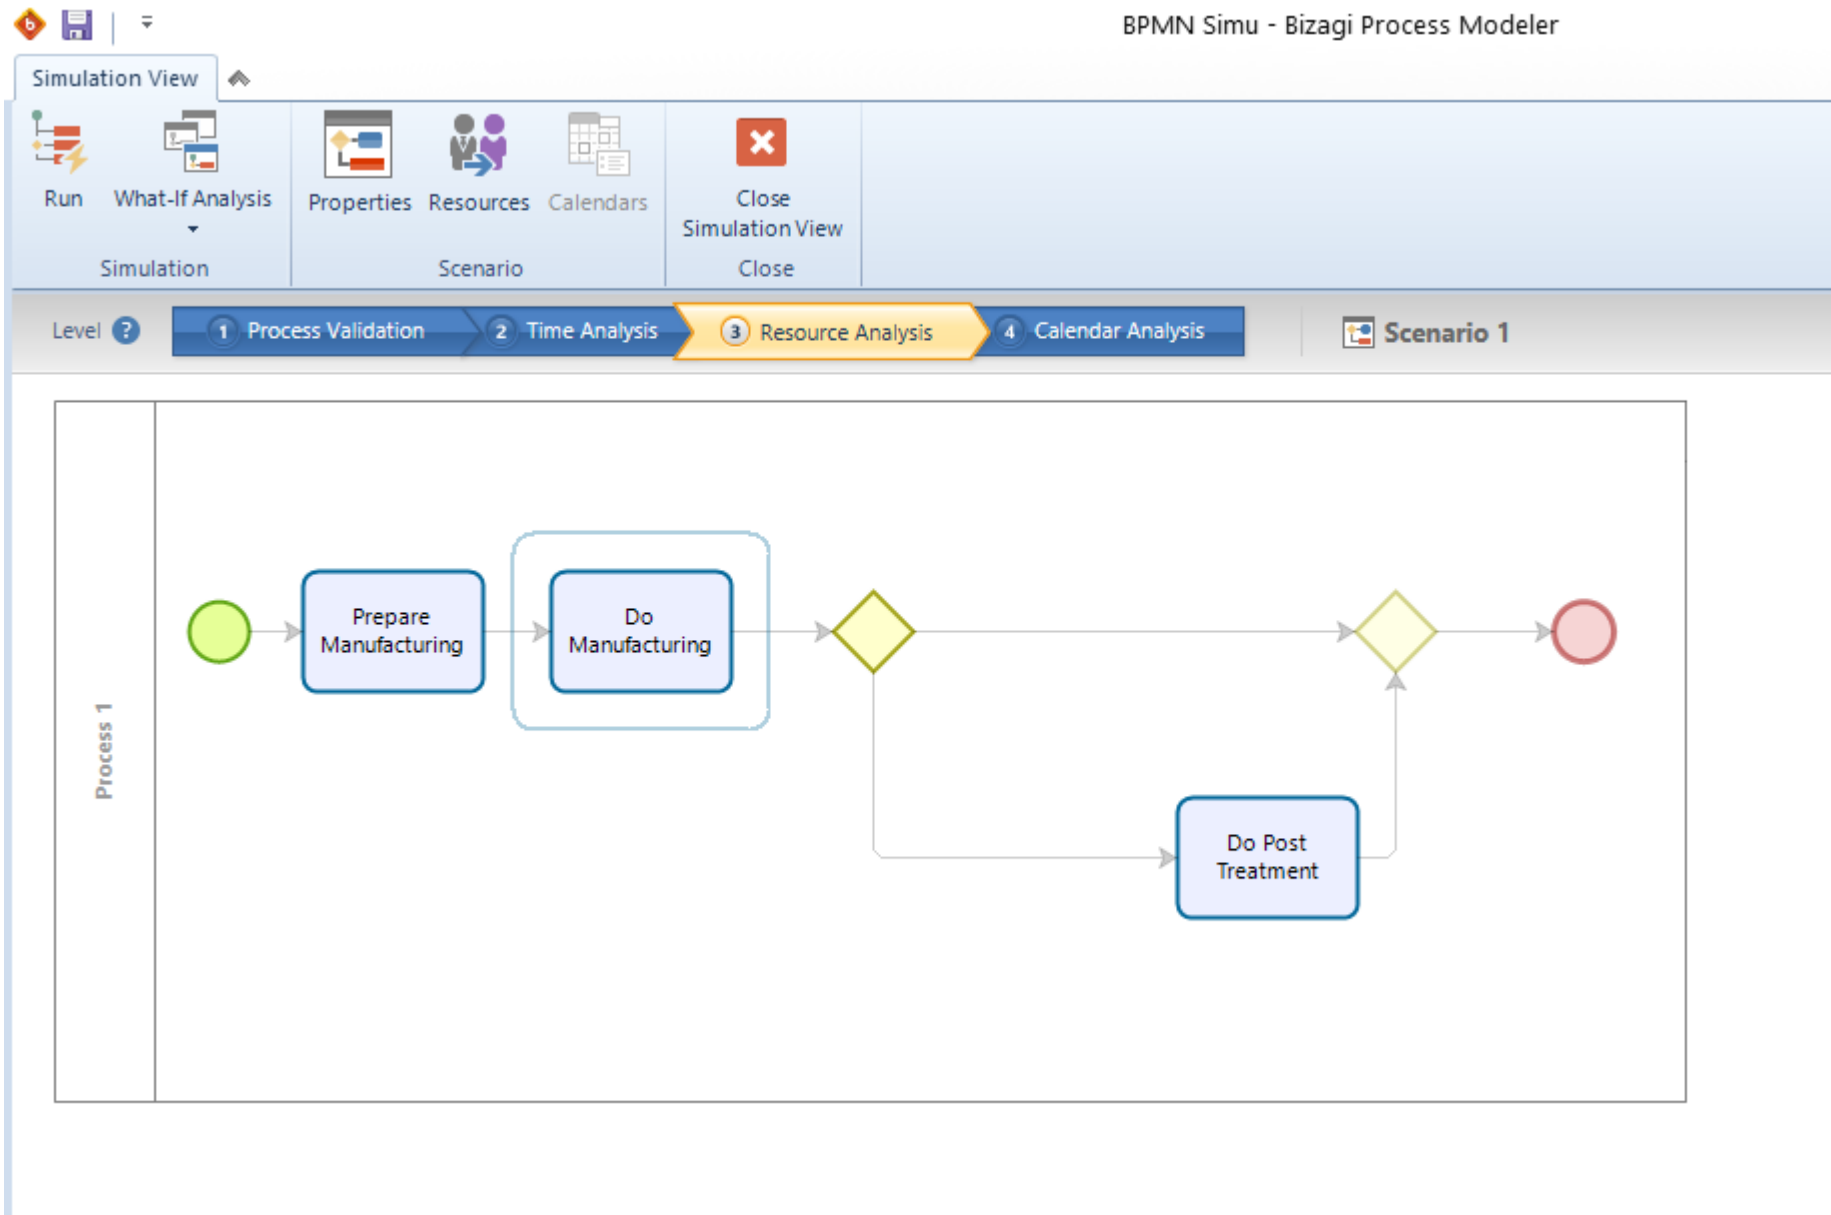 BPMN Simu - Bizagi Process Modeler
Simulation View
Run
What-If Analysis
Properties
Resources
Calendars
Close
Simulation View
Simulation
Scenario
Close
Level ?
1 Process Validation
2 Time Analysis
3 Resource Analysis
4 Calendar Analysis
Scenario 1
Process 1
Prepare
Manufacturing
Do
Manufacturing
Do Post
Treatment